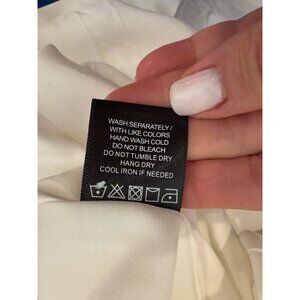 WASH SEPARATELY/
WITH LIKE COLORS
HAND WASH COLD
DO NOT BLEACH
DO NOT TUMBLE DRY
HANG DRY
COOL IRON IF NEEDED